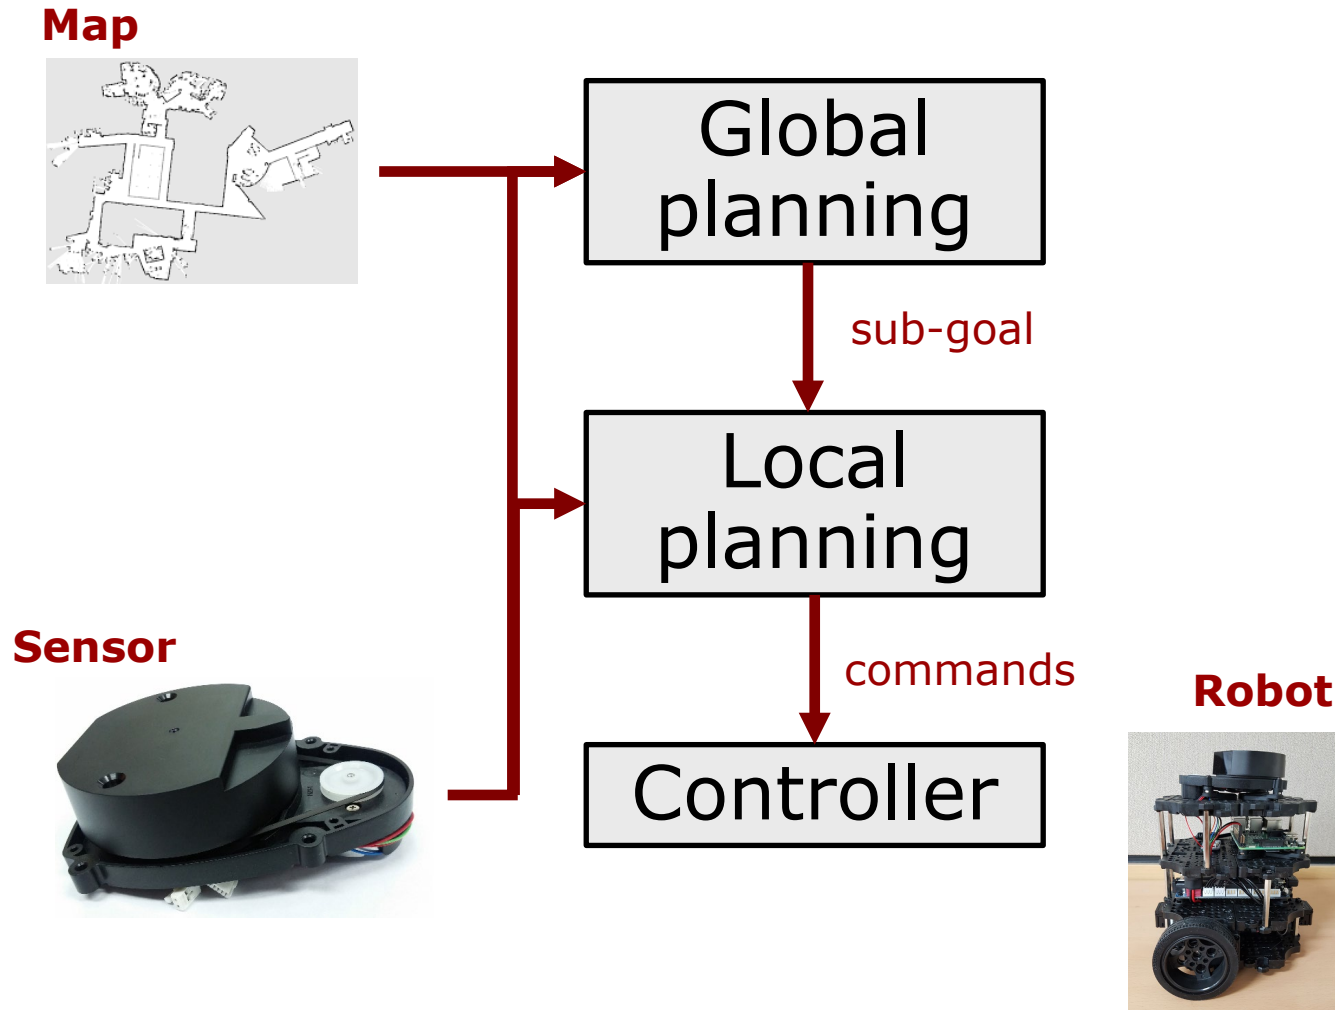 Map
Global
planning
sub-goal
Local
planning
Sensor
commands
Robot
Controller